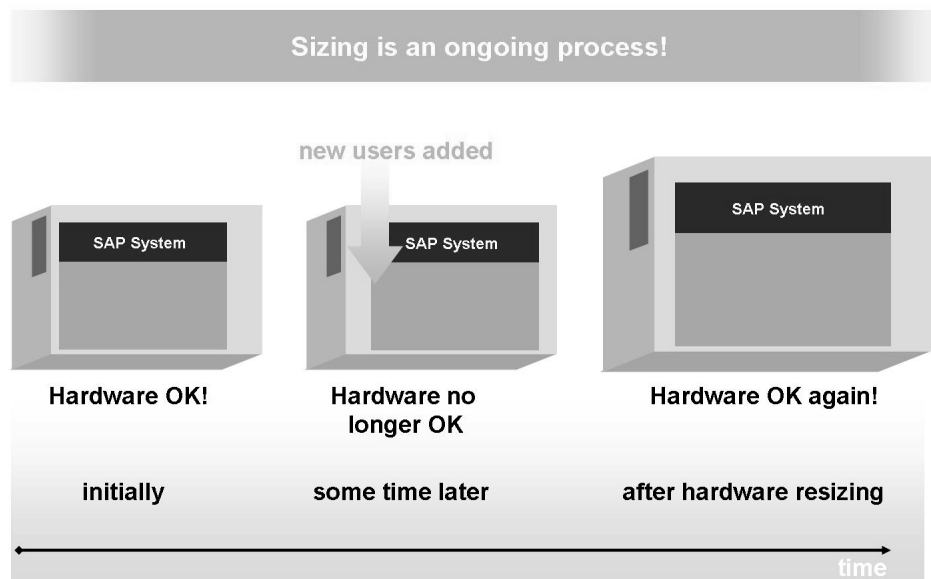 Sizing is an ongoing process!
new users added
SAP System
SAP System
SAP System
Hardware OK!
Hardware no
longer OK
Hardware OK again!
initially
some time later
after hardware resizing
time